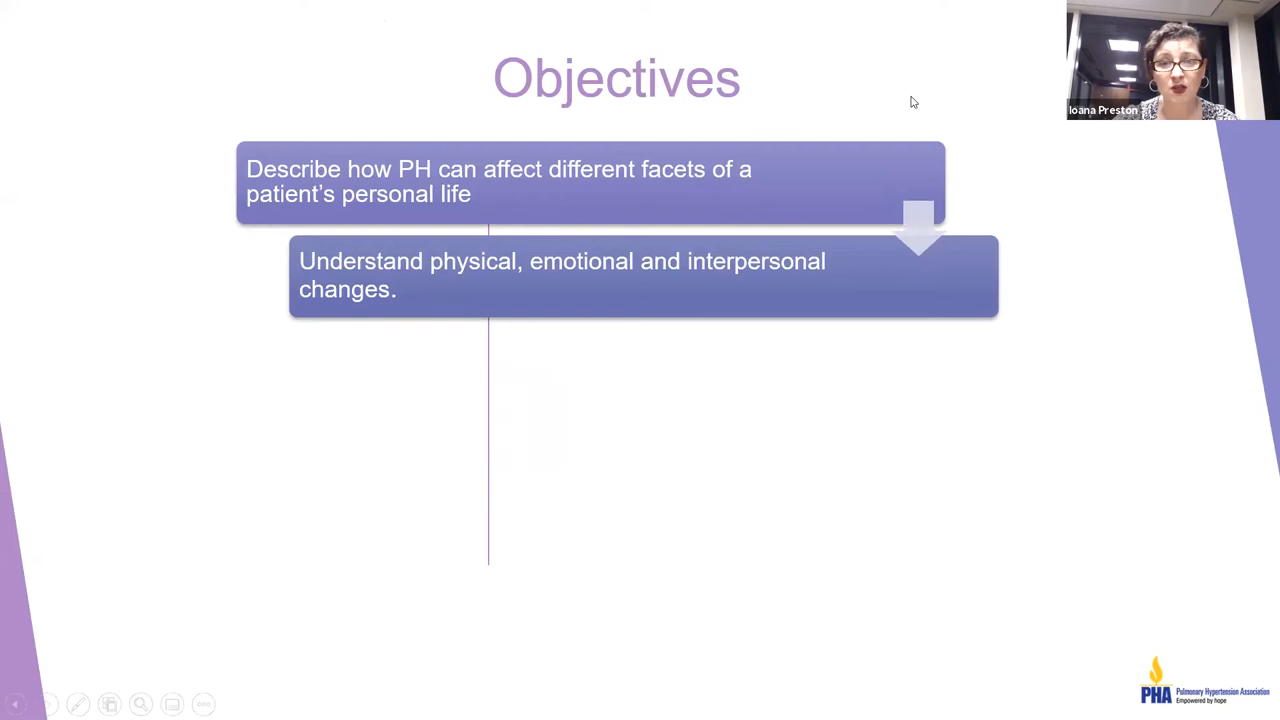 Objectives
Ioana Preston
Describe how PH can affect different facets of a
patient’s personal life
Understand physical, emotional and interpersonal
changes.
PHA Pulmonary Hypertension Association
Empowered by hope